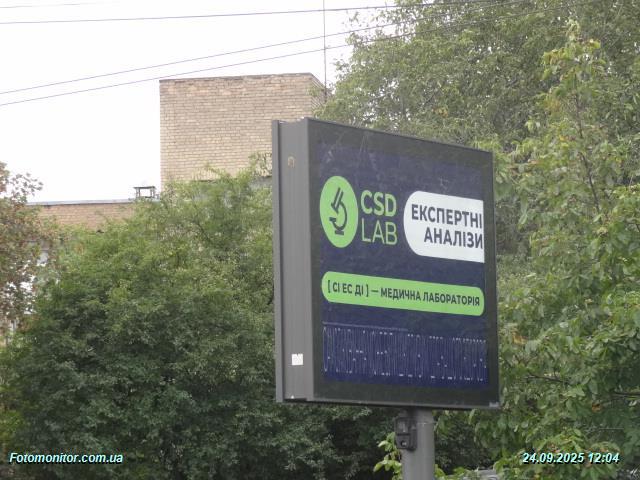 CSD
LAB
ЕКСПЕРТНІ
АНАЛІЗИ
[ СІ ЕС ДІ ] — МЕДИЧНА ЛАБОРАТОРІЯ
Fotomonitor.com.ua
24.09.2025 12:04